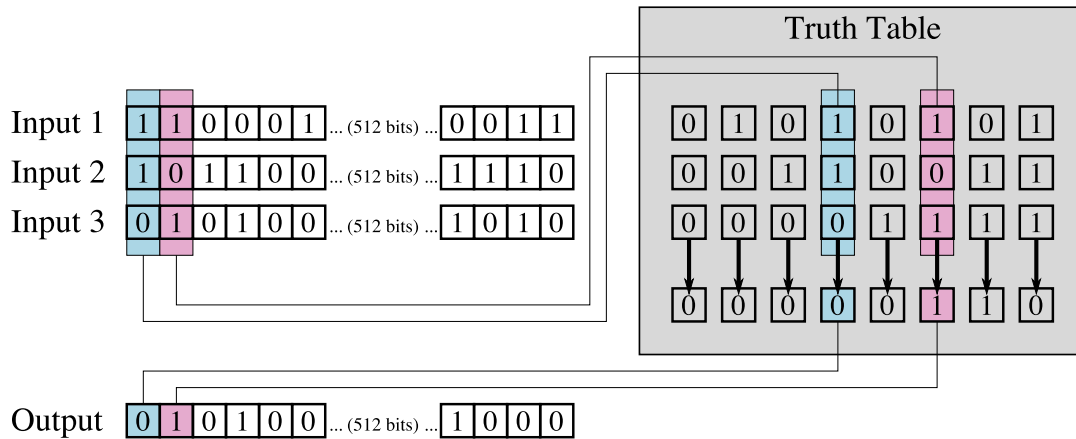 Truth Table
Input 1 1 1 0 0 0 1 ... (512 bits) ... 0 0 1 1 0 1 0 1 0 1 0 1
Input 2 1 0 1 1 0 0 ... (512 bits) ... 1 1 1 0 0 0 1 1 0 0 1 1
Input 3 0 1 0 1 0 0 ... (512 bits) ... 1 0 1 0 0 0 0 0 1 1 1 1
0 0 0 0 0 1 1 0
Output 0 1 0 1 0 0 ... (512 bits) ... 1 0 0 0